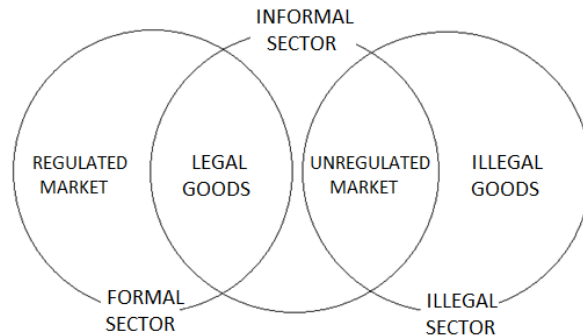 INFORMAL
SECTOR
REGULATED
MARKET
LEGAL
GOODS
UNREGULATED
MARKET
ILLEGAL
GOODS
FORMAL
SECTOR
ILLEGAL
SECTOR